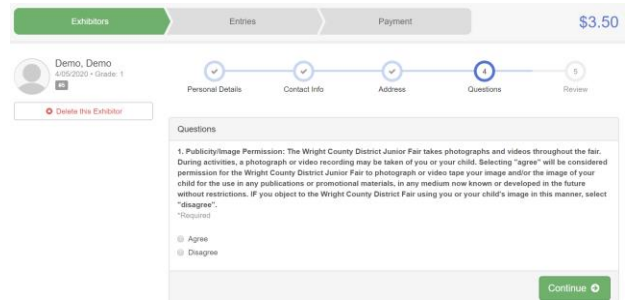 Exhibitors
Entries
Payment
$3.50
Demo, Demo
4/05/2020 • Grade: 1
Delete this Exhibitor
Personal Details
Contact Info
Address
4
Questions
5
Review
Questions
1. Publicity/Image Permission: The Wright County District Junior Fair takes photographs and videos throughout the fair.
During activities, a photograph or video recording may be taken of you or your child. Selecting "agree" will be considered
permission for the Wright County District Junior Fair to photograph or video tape your image and/or the image of your
child for the use in any publications or promotional materials, in any medium now known or developed in the future
without restrictions. IF you object to the Wright County District Fair using you or your child's image in this manner, select
"disagree".
*Required
Agree
Disagree
Continue